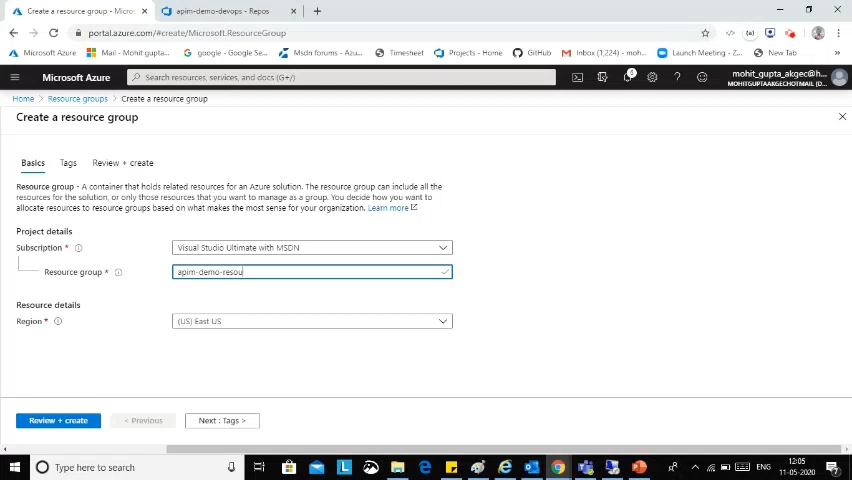 Create a resource group - Micros
apim-demo-devops - Repos
portal.azure.com/#create/Microsoft.ResourceGroup
Microsoft Azure
Mail - Mohit gupta...
google - Google Se...
Msdn forums - Azu...
Timesheet
Projects - Home
GitHub
Inbox (1,224) - moh...
Launch Meeting - Z...
New Tab
Microsoft Azure
Search resources, services, and docs (G+/)
mohit_gupta_akgec@h...
MOHITGUPTAAKGECHOTMAIL (D...
Home
Resource groups
Create a resource group
Create a resource group
Basics
Tags
Review + create
Resource group - A container that holds related resources for an Azure solution. The resource group can include all the
resources for the solution, or only those resources that you want to manage as a group. You decide how you want to
allocate resources to resource groups based on what makes the most sense for your organization. Learn more
Project details
Subscription *
Visual Studio Ultimate with MSDN
Resource group *
apim-demo-resou
Resource details
Region *
(US) East US
Review + create
< Previous
Next : Tags >
Type here to search
ENG
12:05
11-05-2020